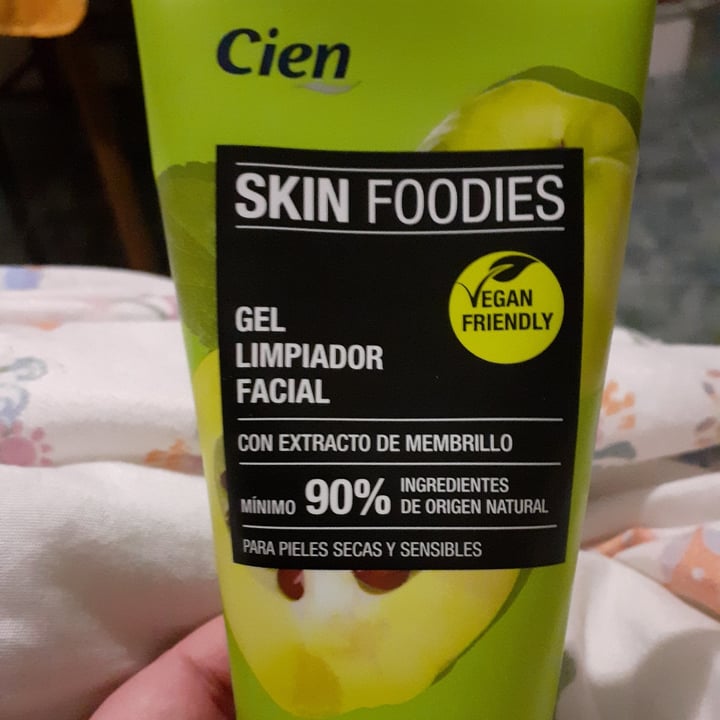 Cien
SKIN FOODIES
VEGAN
FRIENDLY
GEL
LIMPIADOR
FACIAL
CON EXTRACTO DE MEMBRILLO
MÍNIMO 90% INGREDIENTES
DE ORIGEN NATURAL
PARA PIELES SECAS Y SENSIBLES